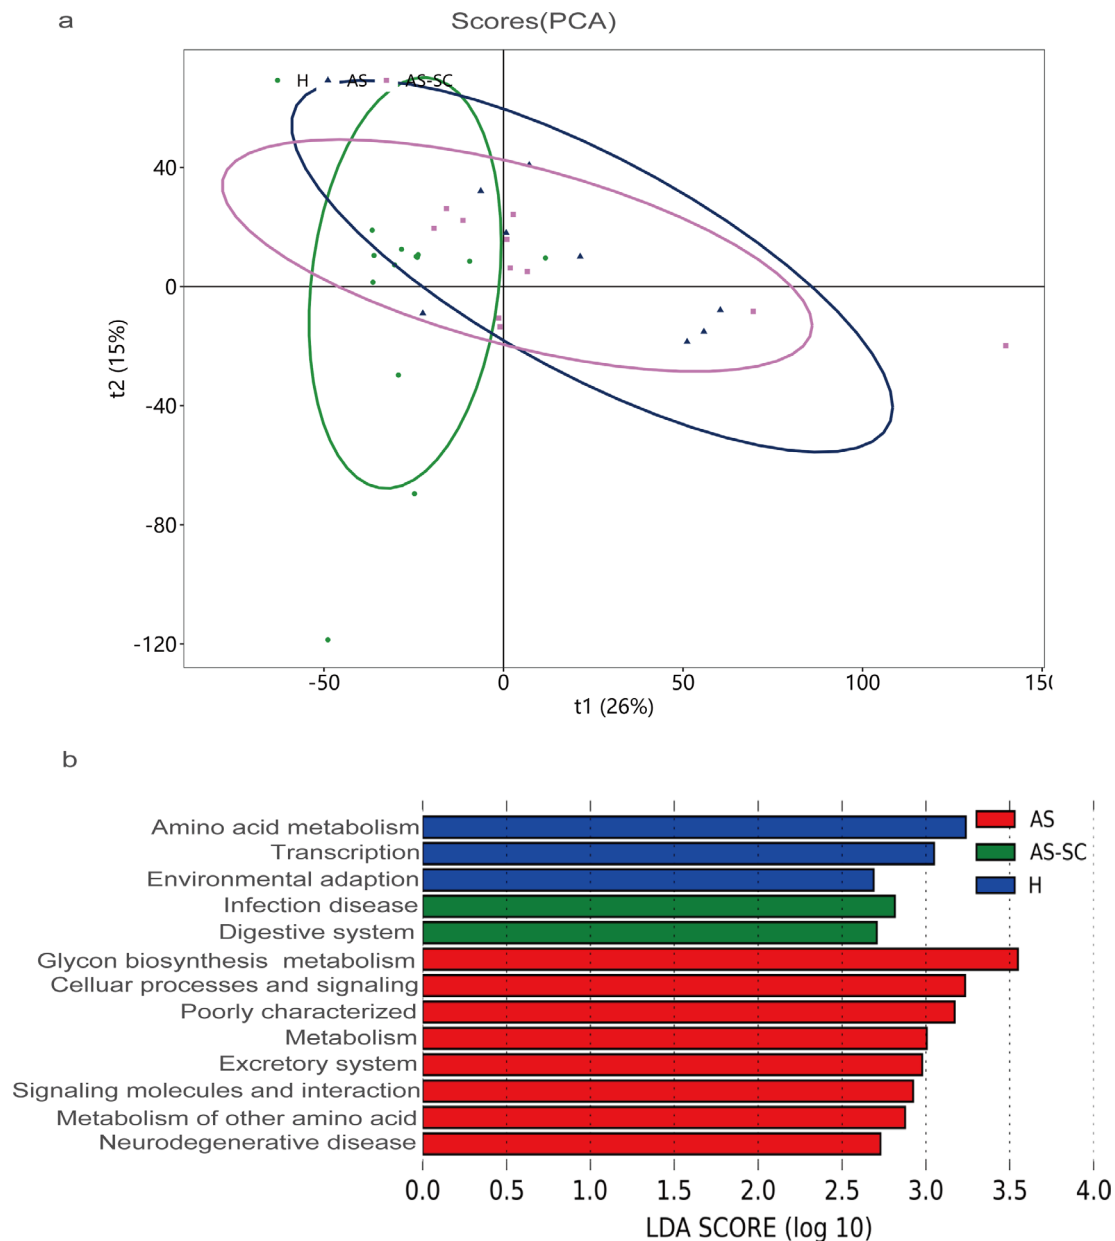 a
Scores(PCA)
H AS AS-SC
40
0
-40
-80
-120
t2 (15%)
-50 0 50 100 15(
t1 (26%)
b
Amino acid metabolism
Transcription
Environmental adaption
Infection disease
Digestive system
Glycon biosynthesis metabolism
Celluar processes and signaling
Poorly characterized
Metabolism
Excretory system
Signaling molecules and interaction
Metabolism of other amino acid
Neurodegenerative disease
AS
AS-SC
H
0.0 0.5 1.0 1.5 2.0 2.5 3.0 3.5 4.0
LDA SCORE (log 10)